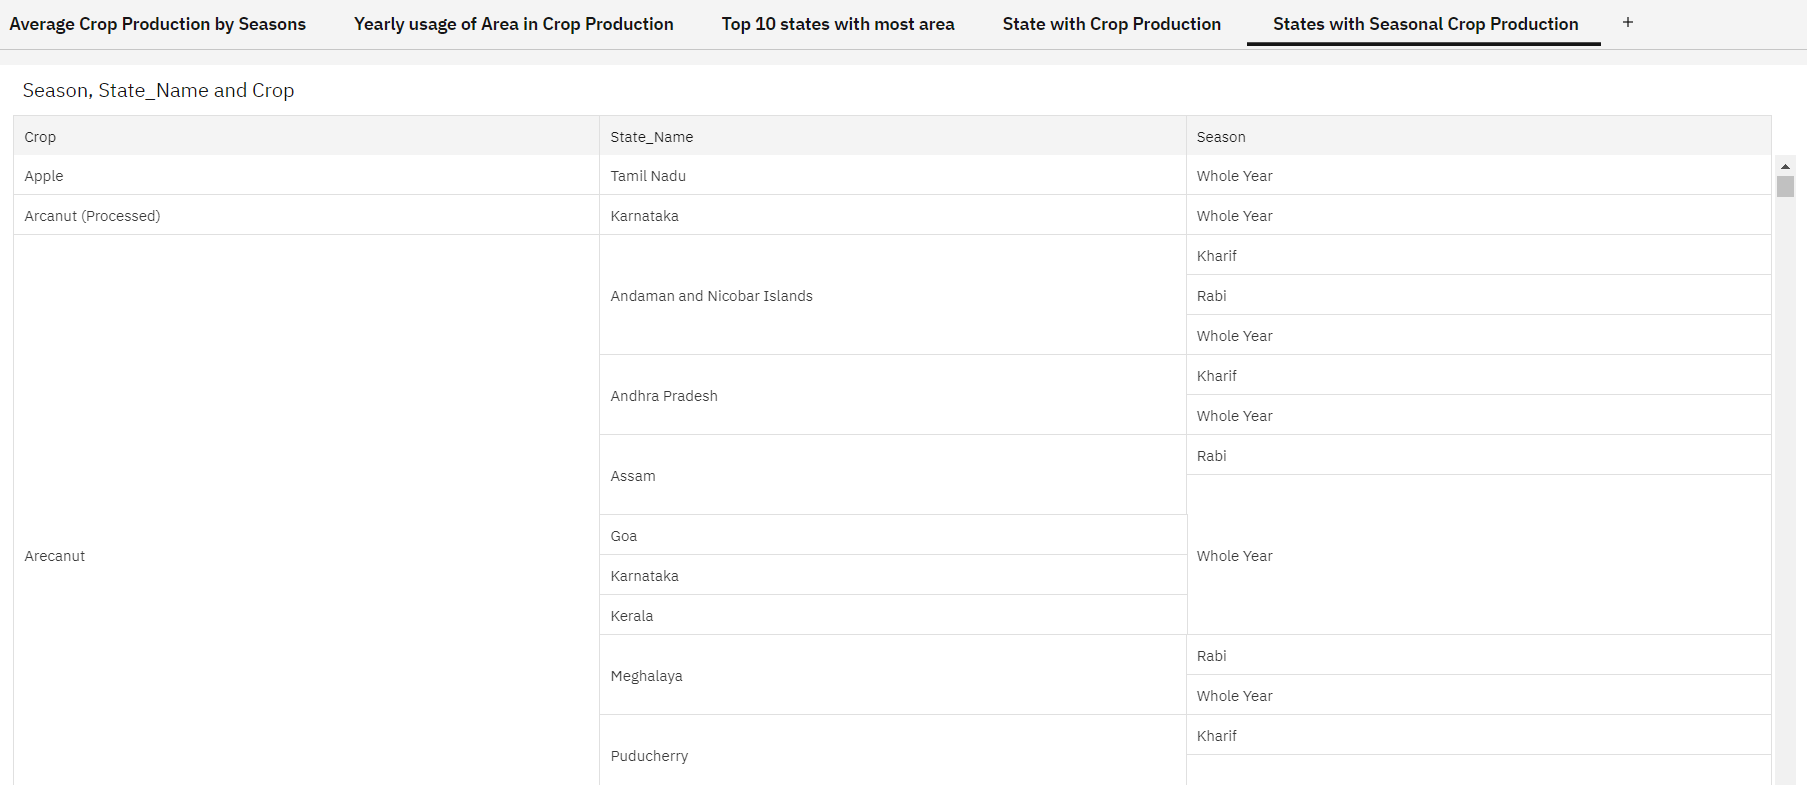 Average Crop Production by Seasons Yearly usage of Area in Crop Production Top 10 states with most area State with Crop Production States with Seasonal Crop Production +
Season, State_Name and Crop
Crop State_Name Season
Apple Tamil Nadu Whole Year
Arcanut (Processed) Karnataka Whole Year
Kharif
Andaman and Nicobar Islands Rabi
Whole Year
Kharif
Andhra Pradesh
Whole Year
Rabi
Assam
Goa
Arecanut Whole Year
Karnataka
Kerala
Rabi
Meghalaya
Whole Year
Kharif
Puducherry